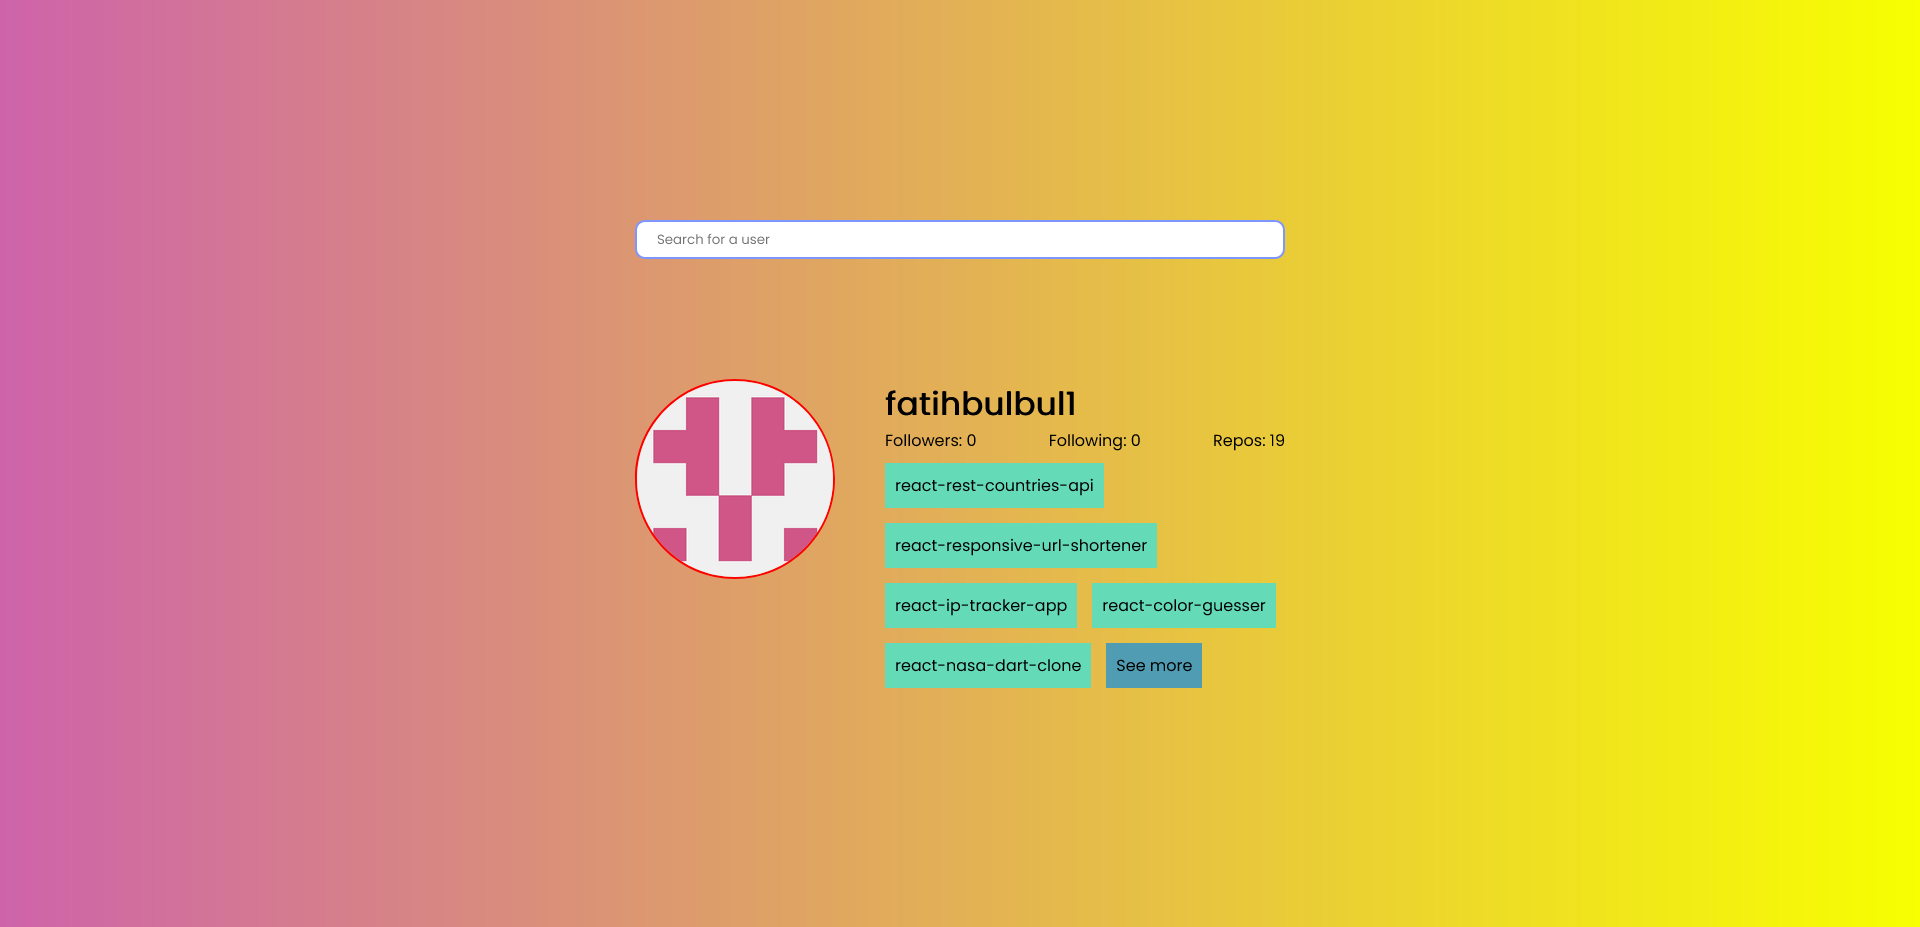 Search for a user
fatihbulbul1
Followers: 0 Following: 0 Repos: 19
react-rest-countries-api
react-responsive-url-shortener
react-ip-tracker-app react-color-guesser
react-nasa-dart-clone See more